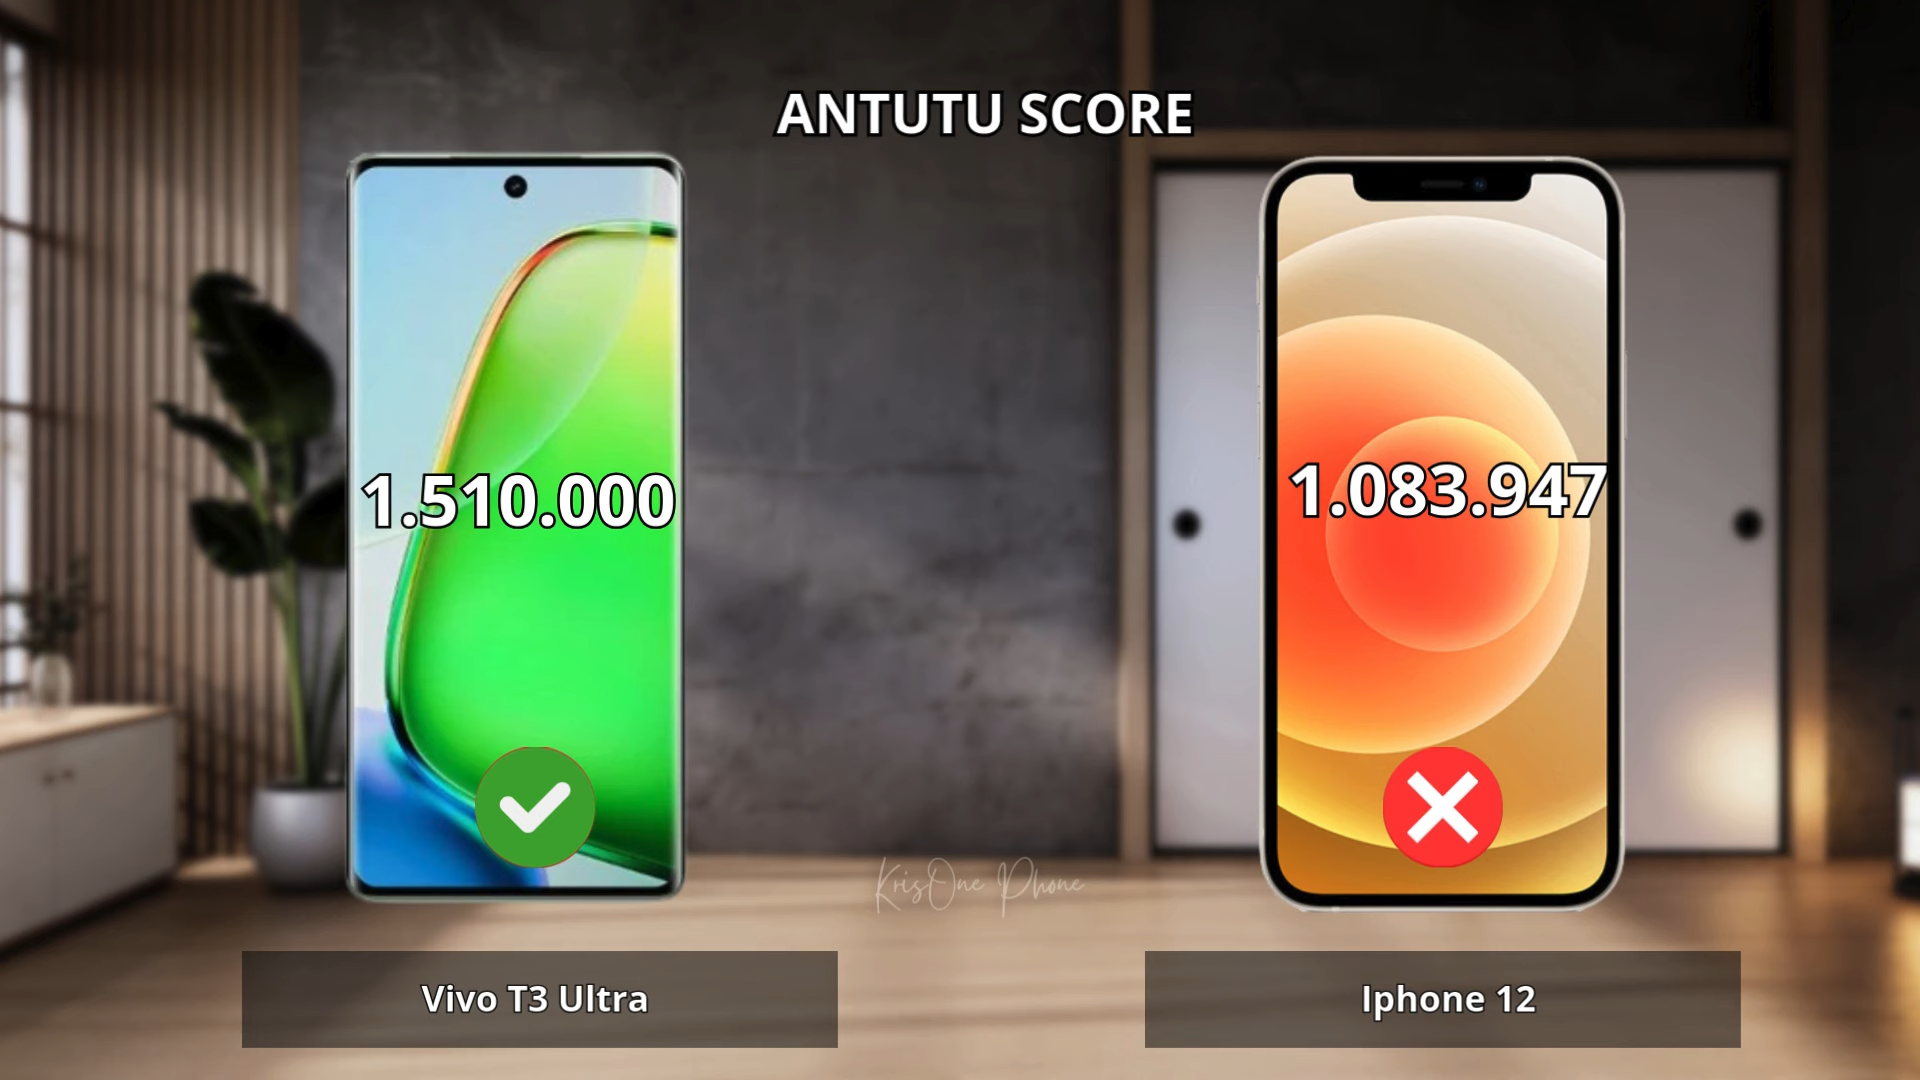 ANTUTU SCORE
1.510.000
1.083.947
KrisOne Phone
Vivo T3 Ultra
Iphone 12